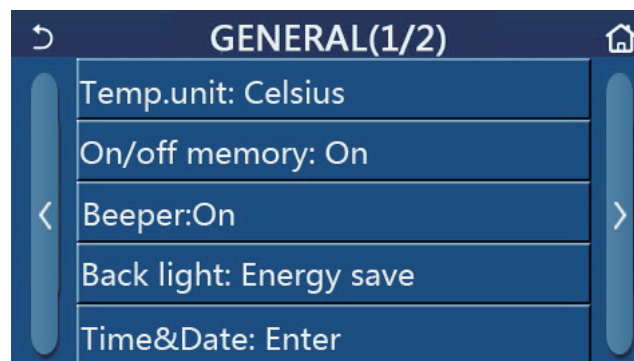 GENERAL(1/2)
Temp.unit: Celsius
On/off memory: On
Beeper:On
Back light: Energy save
Time&Date: Enter